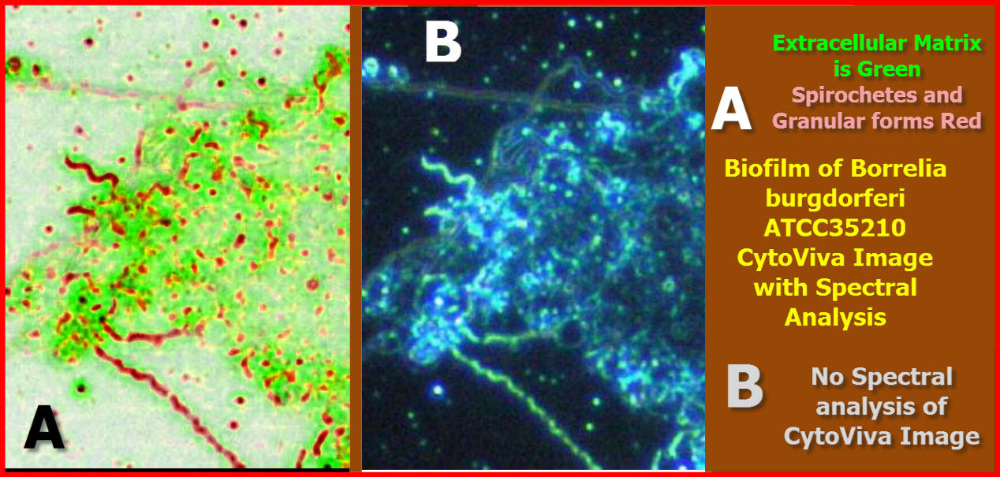 A
B
Extracellular Matrix
is Green
A
Spirochetes and
Granular forms Red
Biofilm of Borrelia
burgdorferi
ATCC35210
CytoViva Image
with Spectral
Analysis
B
No Spectral
analysis of
CytoViva Image